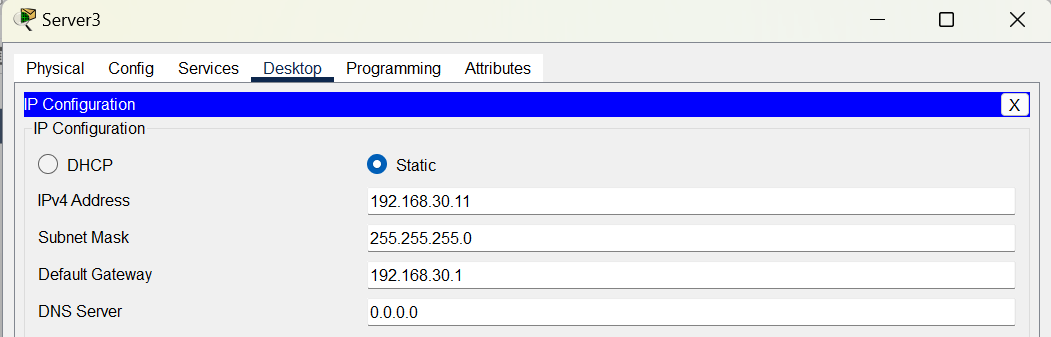 Server3
Physical Config Services Desktop Programming Attributes
IP Configuration X
IP Configuration
DHCP Static
IPv4 Address 192.168.30.11
Subnet Mask 255.255.255.0
Default Gateway 192.168.30.1
DNS Server 0.0.0.0